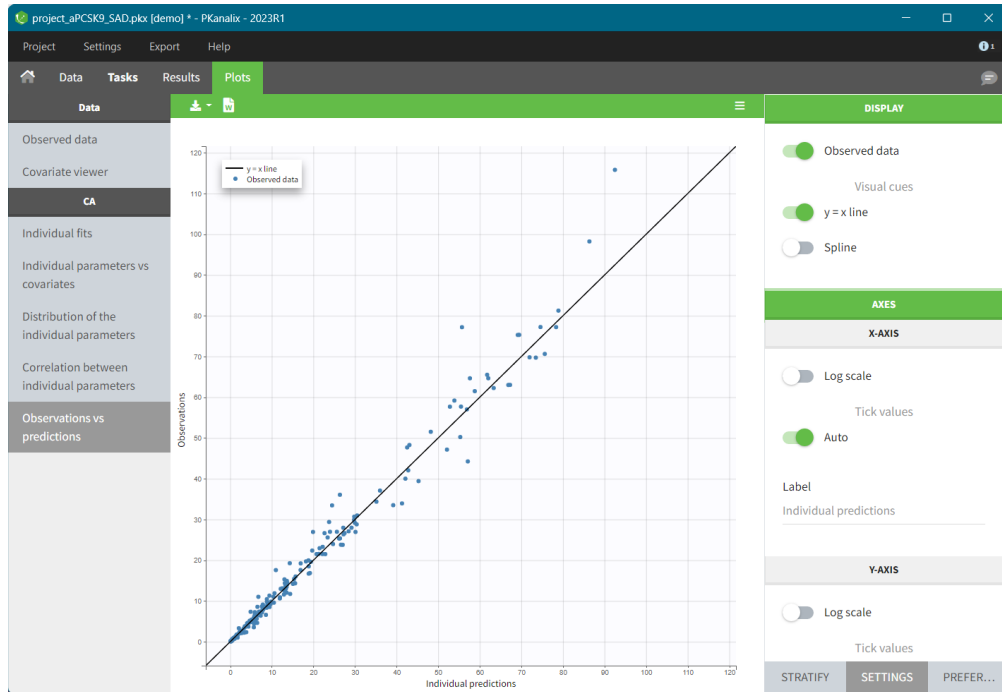 project_aPCSK9_SAD.pkx [demo] * - PKanalix - 2023R1
Project Settings Export Help
1
Data Tasks Results Plots
Data
Observed data
Covariate viewer
CA
Individual fits
Individual parameters vs
covariates
Distribution of the
individual parameters
Correlation between
individual parameters
Observations vs
predictions
W
y = x line
Observed data
120
110
100
90
80
70
60
50
40
30
20
10
0
Observations
0 10 20 30 40 50 60 70 80 90 100 110 120
Individual predictions
DISPLAY
Observed data
Visual cues
y = x line
Spline
AXES
X-AXIS
Log scale
Tick values
Auto
Label
Individual predictions
Y-AXIS
Log scale
Tick values
STRATIFY SETTINGS PREFER...